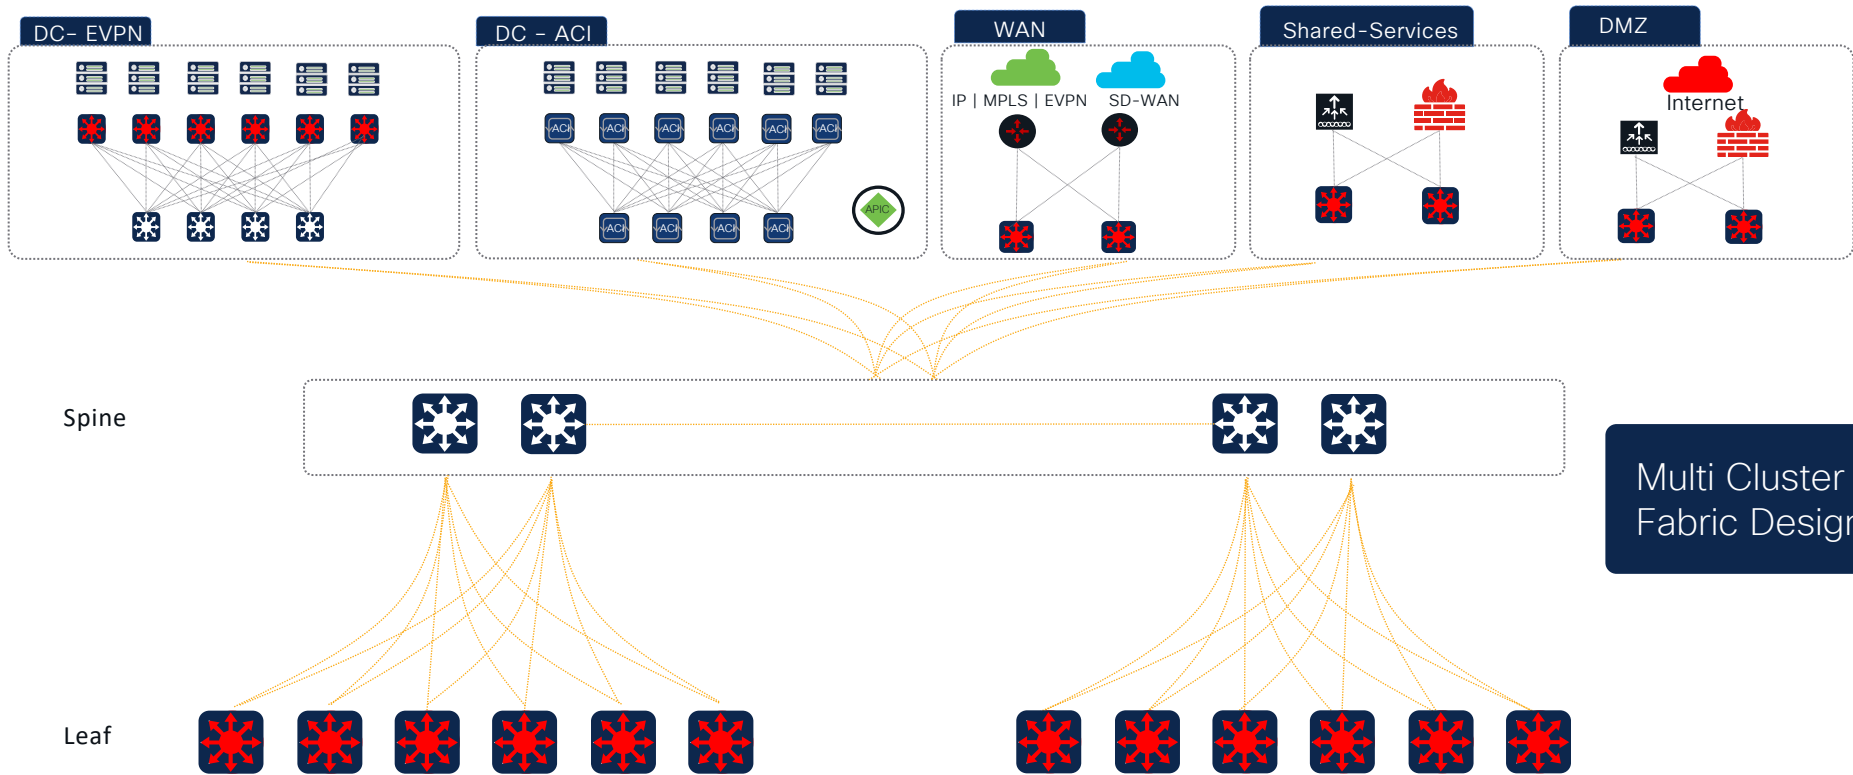 DC- EVPN
DC - ACI
WAN
Shared-Services
DMZ
IP | MPLS | EVPN
SD-WAN
Internet
ACI
ACI
ACI
ACI
ACI
ACI
APIC
ACI
ACI
ACI
ACI
Spine
Multi Cluster
Fabric Design
Leaf